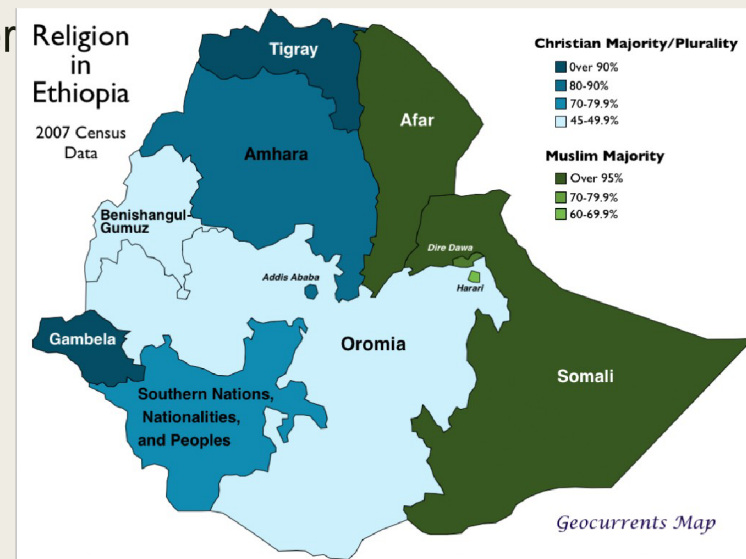 Religion
in
Ethiopia
2007 Census
Data
Christian Majority/Plurality
Over 90%
80-90%
70-79.9%
45-49.9%
Muslim Majority
Over 95%
70-79.9%
60-69.9%
Tigray
Afar
Amhara
Benishangul-
Gumuz
Dire Dawa
Addis Ababa
Harari
Gambela
Oromia
Somali
Southern Nations,
Nationalities,
and Peoples
Geocurrents Map